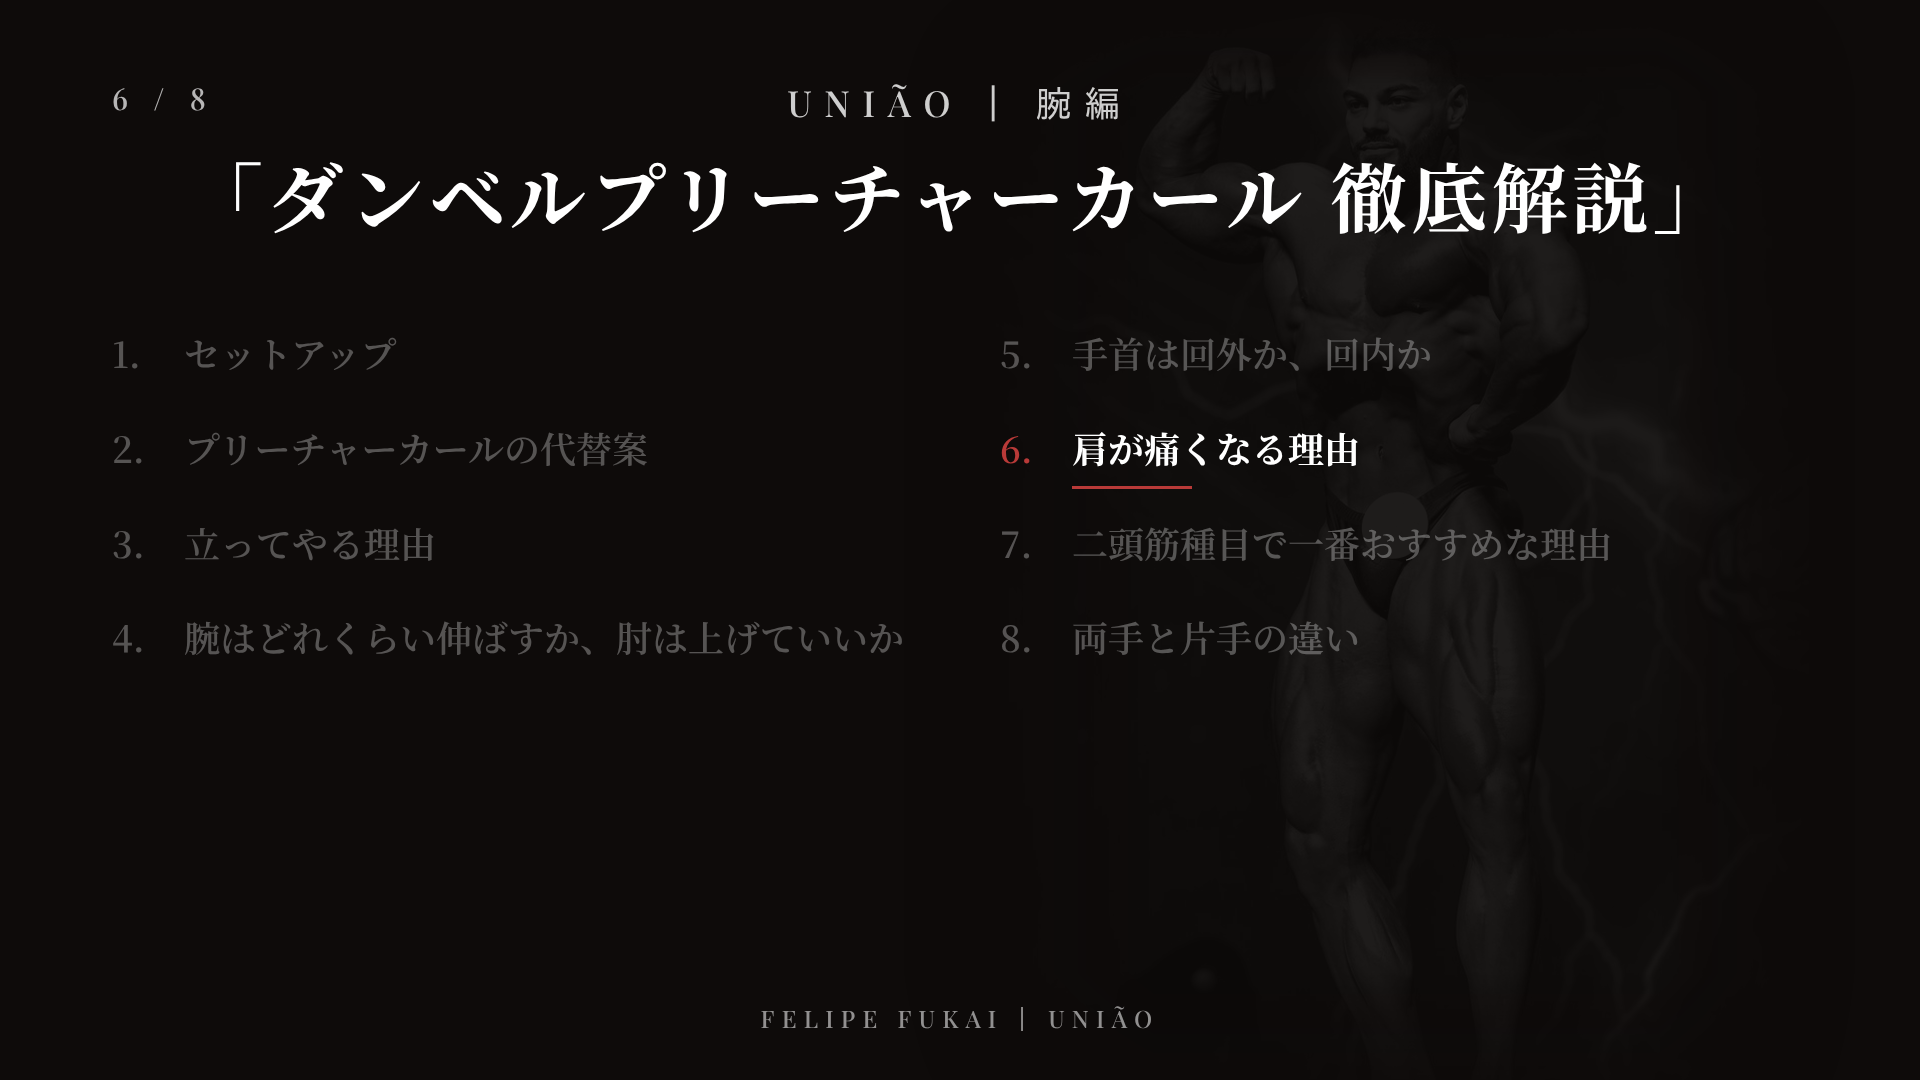 6 / 8
UNIÃO | 腕編
「ダンベルプリーチャーカール 徹底解説」
1. セットアップ
2. プリーチャーカールの代替案
3. 立ってやる理由
4. 腕はどれくらい伸ばすか、肘は上げていいか
5. 手首は回外か、回内か
6. 肩が痛くなる理由
7. 二頭筋種目で一番おすすめな理由
8. 両手と片手の違い
FELIPE FUKAI | UNIÃO